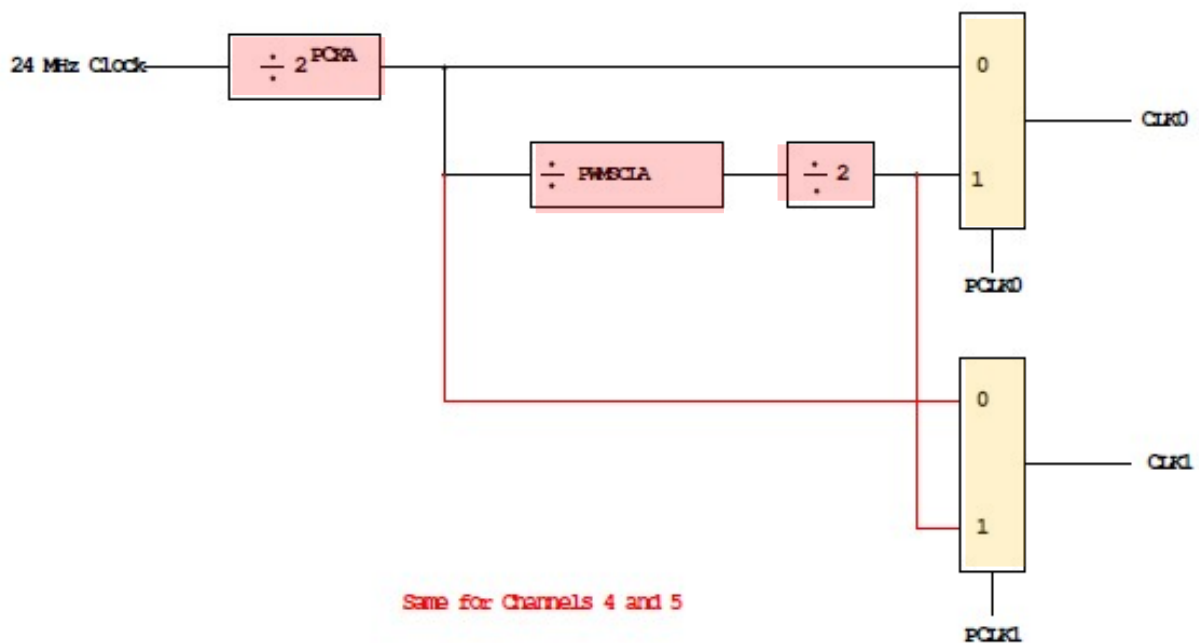 24 MHz Clock
÷ 2^PCKA
0
CLK0
÷ PWMSCLA
÷ 2
1
PCLK0
0
CLK1
1
Same for Channels 4 and 5
PCLK1